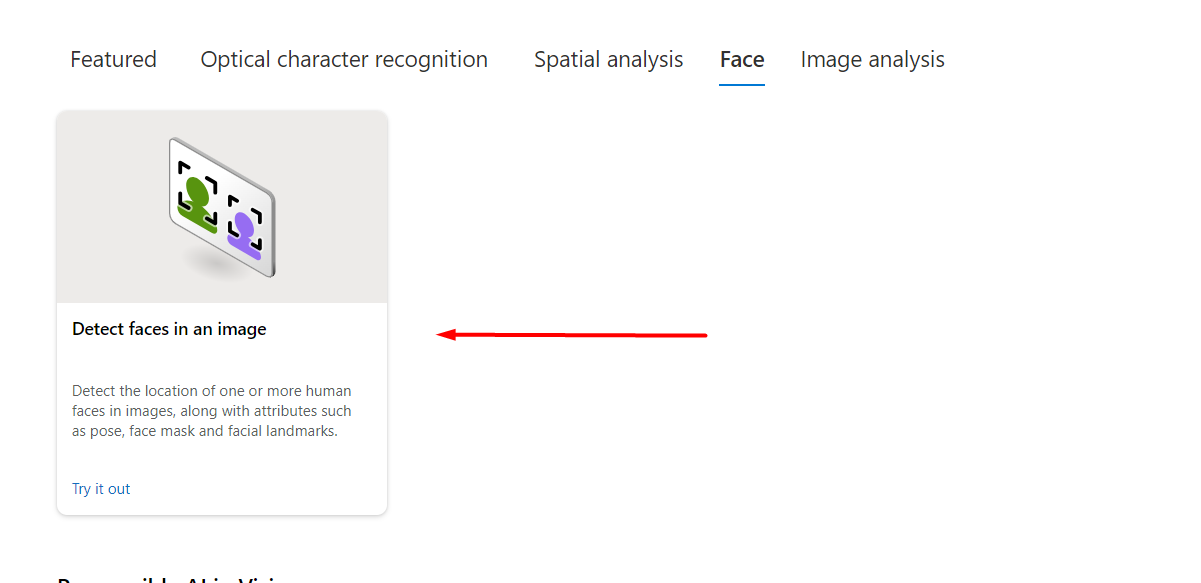 Featured Optical character recognition Spatial analysis Face Image analysis
Detect faces in an image
Detect the location of one or more human
faces in images, along with attributes such
as pose, face mask and facial landmarks.
Try it out